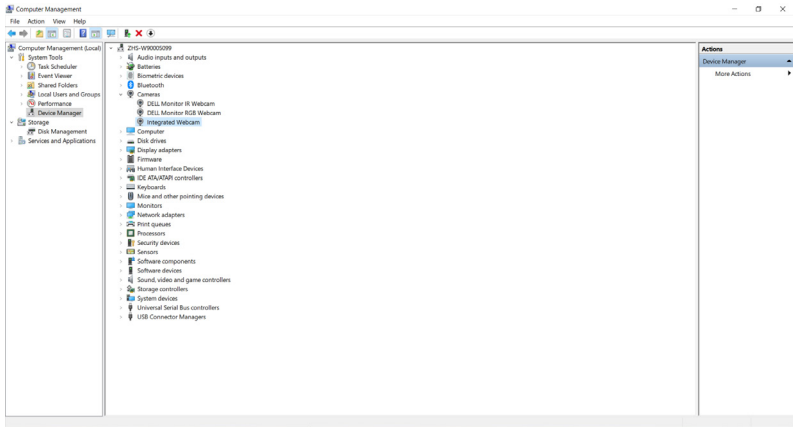 Computer Management
File Action View Help
Computer Management (Local)
System Tools
Task Scheduler
Event Viewer
Shared Folders
Local Users and Groups
Performance
Device Manager
Storage
Disk Management
Services and Applications
ZHS-W90005099
Audio inputs and outputs
Batteries
Biometric devices
Bluetooth
Cameras
DELL Monitor IR Webcam
DELL Monitor RGB Webcam
Integrated Webcam
Computer
Disk drives
Display adapters
Firmware
Human Interface Devices
IDE ATA/ATAPI controllers
Keyboards
Mice and other pointing devices
Monitors
Network adapters
Print queues
Processors
Security devices
Sensors
Software components
Software devices
Sound, video and game controllers
Storage controllers
System devices
Universal Serial Bus controllers
USB Connector Managers
Actions
Device Manager
More Actions